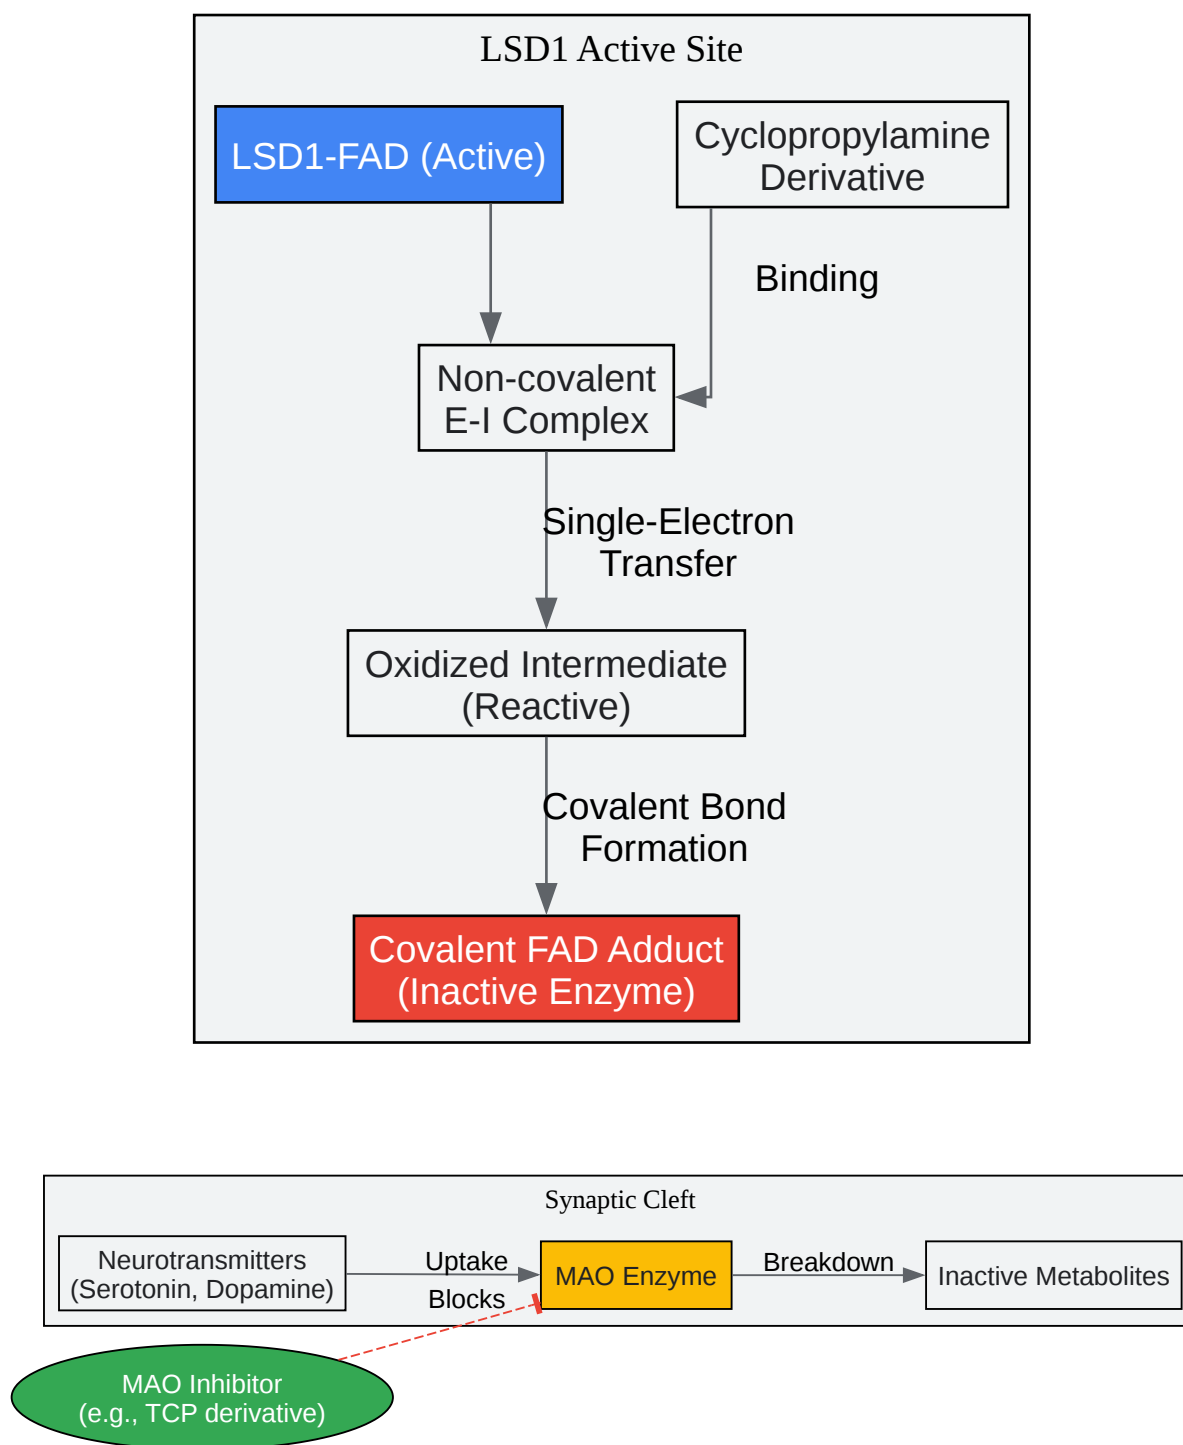 LSD1 Active Site
LSD1-FAD (Active)
Cyclopropylamine
Derivative
Binding
Non-covalent
E-I Complex
Single-Electron
Transfer
Oxidized Intermediate
(Reactive)
Covalent Bond
Formation
Covalent FAD Adduct
(Inactive Enzyme)
Synaptic Cleft
Neurotransmitters
(Serotonin, Dopamine)
Uptake
Blocks
MAO Enzyme
Breakdown
Inactive Metabolites
MAO Inhibitor
(e.g., TCP derivative)